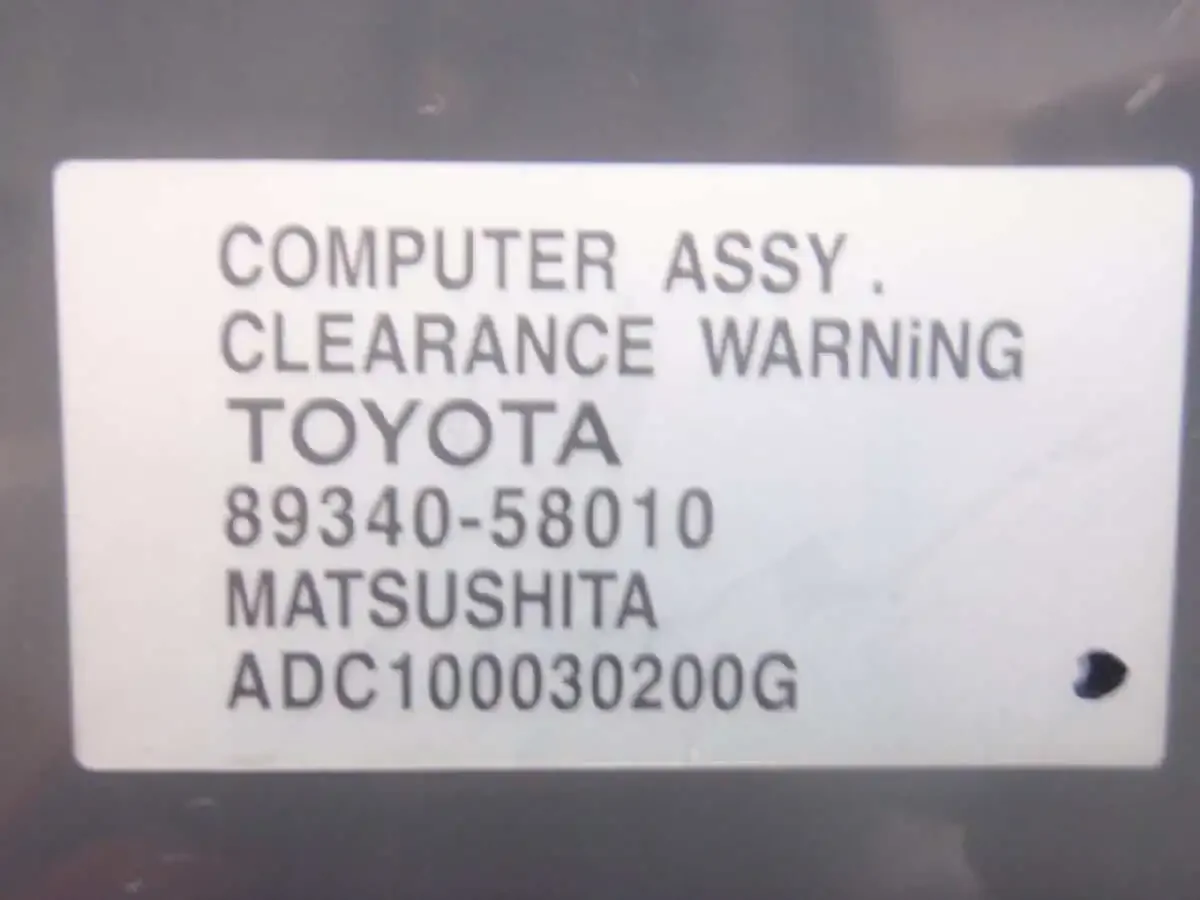 COMPUTER ASSY.
CLEARANCE WARNiNG
TOYOTA
89340-58010
MATSUSHITA
ADC100030200G